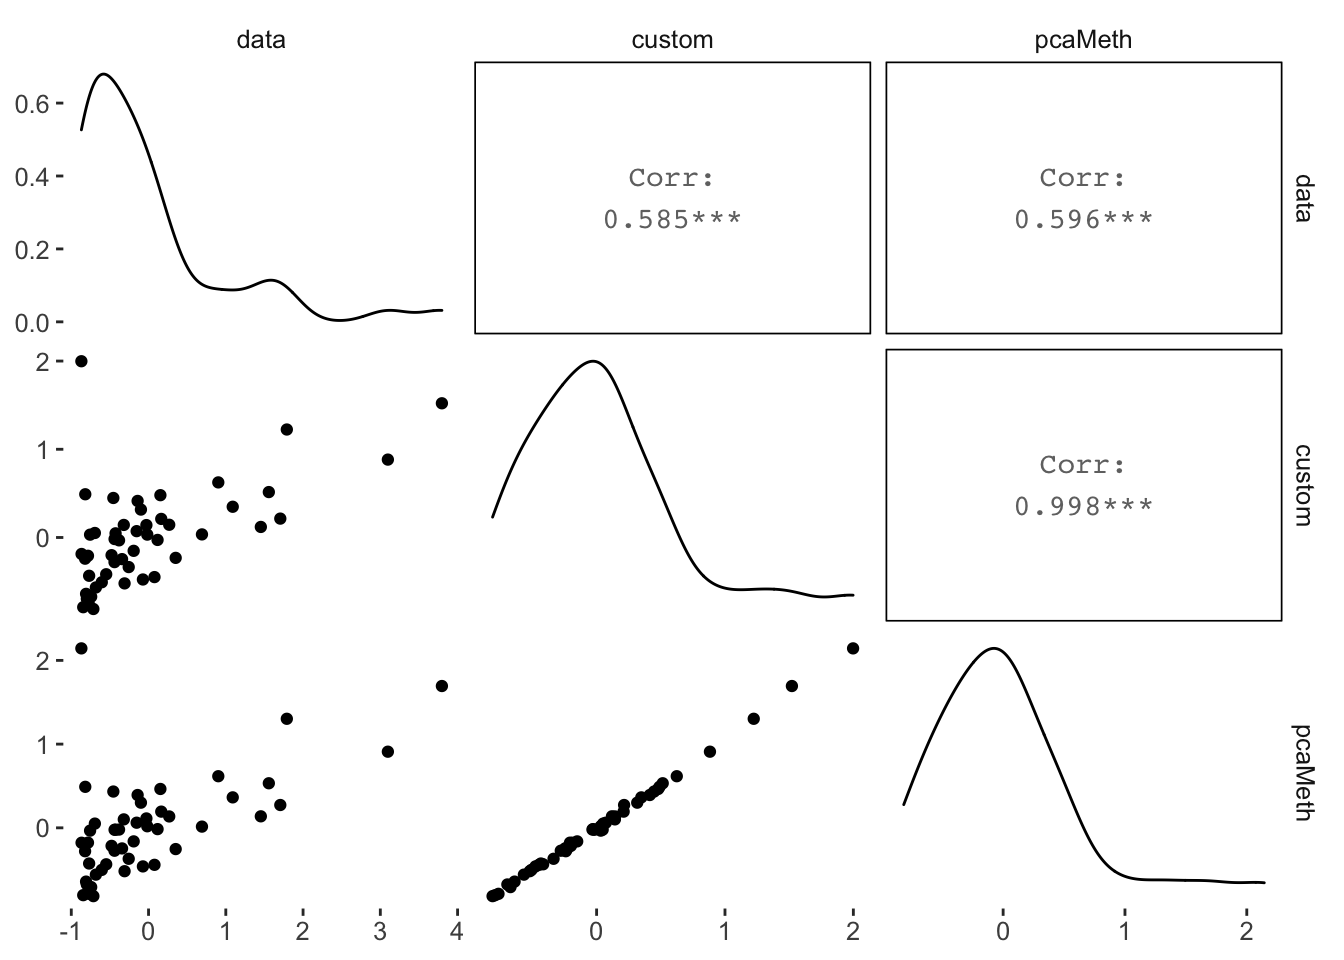 data custom pcaMeth
0.6
0.4
0.2
0.0
Corr:
0.585***
Corr:
0.596***
data
2
1
0
Corr:
0.998***
custom
2
1
0
pcaMeth
-1 0 1 2 3 4 0 1 2 0 1 2